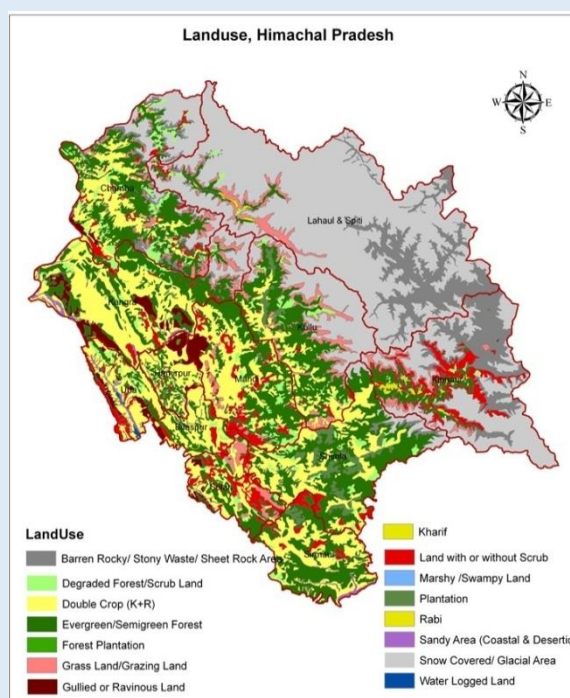 Landuse, Himachal Pradesh
N
W
E
S
Chamba
Lahaul & Spiti
Kangra
Kullu
Hamirpur
Mandi
Una
Kinnaur
Bilaspur
Shimla
Solan
Sirmaur
LandUse
Barren Rocky/ Stony Waste/ Sheet Rock Area
Degraded Forest/Scrub Land
Double Crop (K+R)
Evergreen/Semigreen Forest
Forest Plantation
Grass Land/Grazing Land
Gullied or Ravinous Land
Kharif
Land with or without Scrub
Marshy /Swampy Land
Plantation
Rabi
Sandy Area (Coastal & Desertic
Snow Covered/ Glacial Area
Water Logged Land